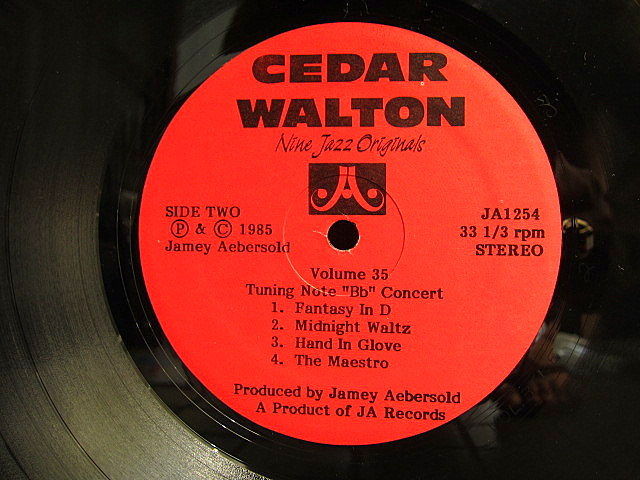 CEDAR
WALTON
Nine Jazz Originals
JA
SIDE TWO
Ⓟ & © 1985
Jamey Aebersold
JA1254
33 1/3 rpm
STEREO
Volume 35
Tuning Note "Bb" Concert
1. Fantasy In D
2. Midnight Waltz
3. Hand In Glove
4. The Maestro
Produced by Jamey Aebersold
A Product of JA Records